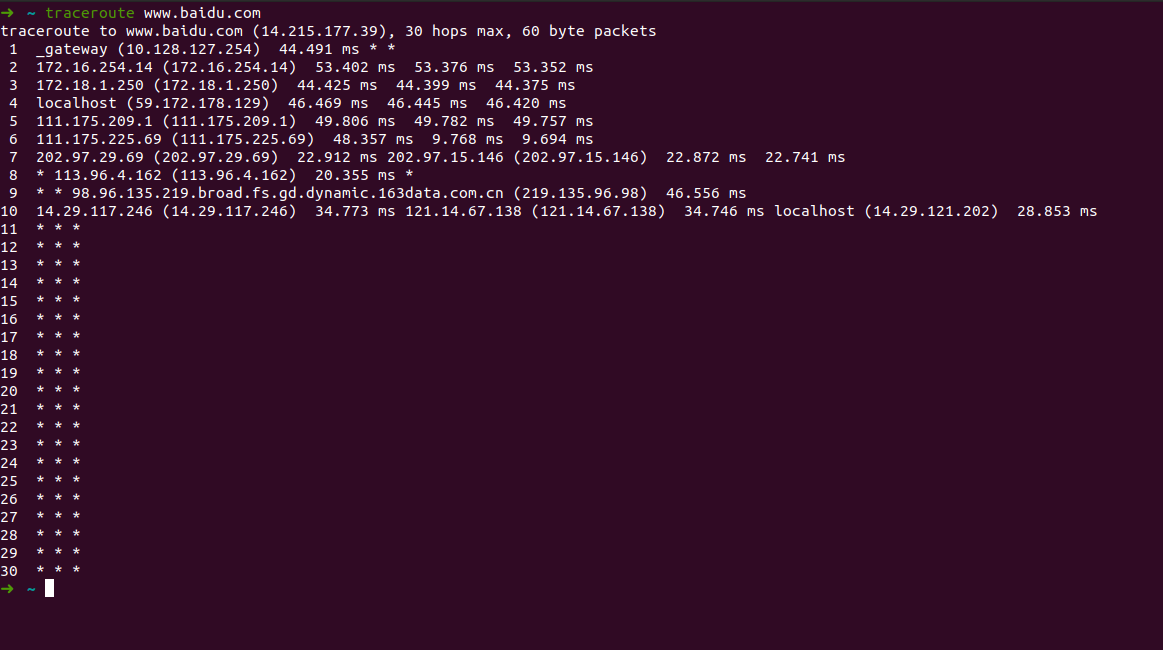 ➜ ~ traceroute www.baidu.com
traceroute to www.baidu.com (14.215.177.39), 30 hops max, 60 byte packets
 1  _gateway (10.128.127.254)  44.491 ms * *
 2  172.16.254.14 (172.16.254.14)  53.402 ms  53.376 ms  53.352 ms
 3  172.18.1.250 (172.18.1.250)  44.425 ms  44.399 ms  44.375 ms
 4  localhost (59.172.178.129)  46.469 ms  46.445 ms  46.420 ms
 5  111.175.209.1 (111.175.209.1)  49.806 ms  49.782 ms  49.757 ms
 6  111.175.225.69 (111.175.225.69)  48.357 ms  9.768 ms  9.694 ms
 7  202.97.29.69 (202.97.29.69)  22.912 ms 202.97.15.146 (202.97.15.146)  22.872 ms  22.741 ms
 8  * 113.96.4.162 (113.96.4.162)  20.355 ms *
 9  * * 98.96.135.219.broad.fs.gd.dynamic.163data.com.cn (219.135.96.98)  46.556 ms
10  14.29.117.246 (14.29.117.246)  34.773 ms 121.14.67.138 (121.14.67.138)  34.746 ms localhost (14.29.121.202)  28.853 ms
11  * * *
12  * * *
13  * * *
14  * * *
15  * * *
16  * * *
17  * * *
18  * * *
19  * * *
20  * * *
21  * * *
22  * * *
23  * * *
24  * * *
25  * * *
26  * * *
27  * * *
28  * * *
29  * * *
30  * * *
➜ ~